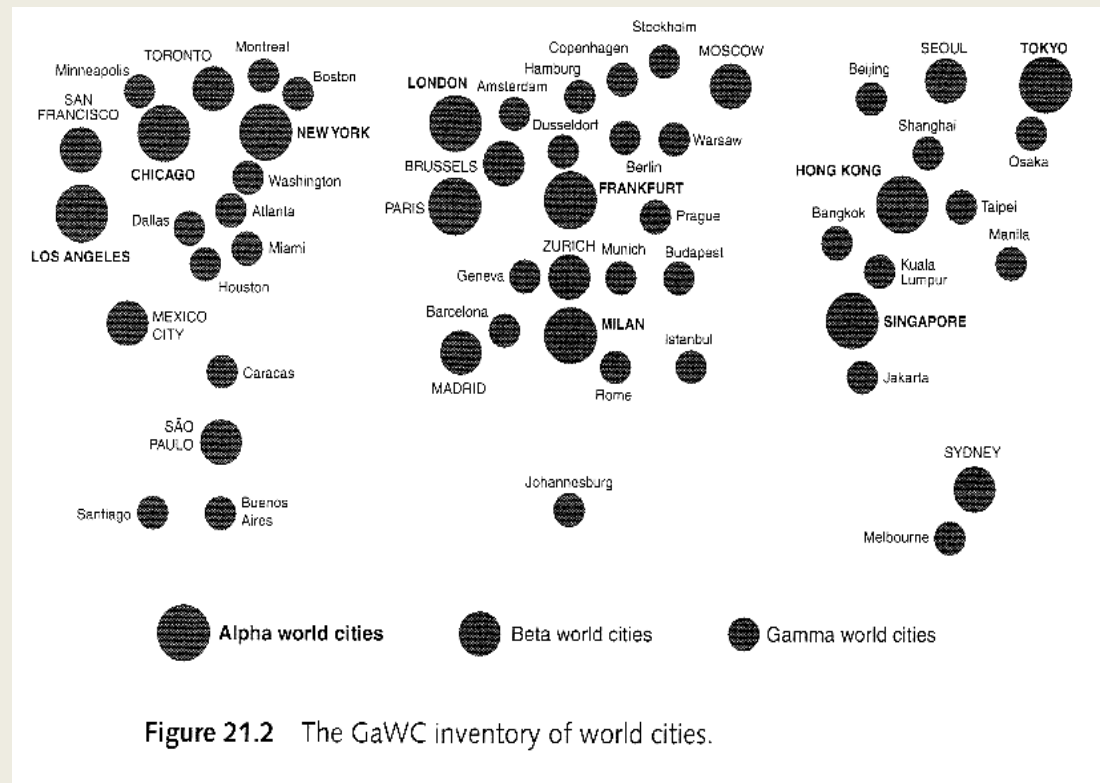 Stockholm
Montreal
TORONTO
Copenhagen
MOSCOW
SEOUL
TOKYO
Minneapolis
Boston
Hamburg
Beijing
LONDON
Amsterdam
SAN
FRANCISCO
NEW YORK
Dusseldorf
Warsaw
Shanghai
Osaka
BRUSSELS
Berlin
CHICAGO
Washington
FRANKFURT
HONG KONG
PARIS
Atlanta
Prague
Bangkok
Taipei
Dallas
Manila
LOS ANGELES
Miami
ZURICH
Munich
Budapest
Geneva
Kuala
Lumpur
Houston
Barcelona
MEXICO
CITY
MILAN
SINGAPORE
Istanbul
Caracas
MADRID
Rome
Jakarta
SÃO
PAULO
SYDNEY
Johannesburg
Santiago
Buenos
Aires
Melbourne
Alpha world cities
Beta world cities
Gamma world cities
Figure 21.2 The GaWC inventory of world cities.